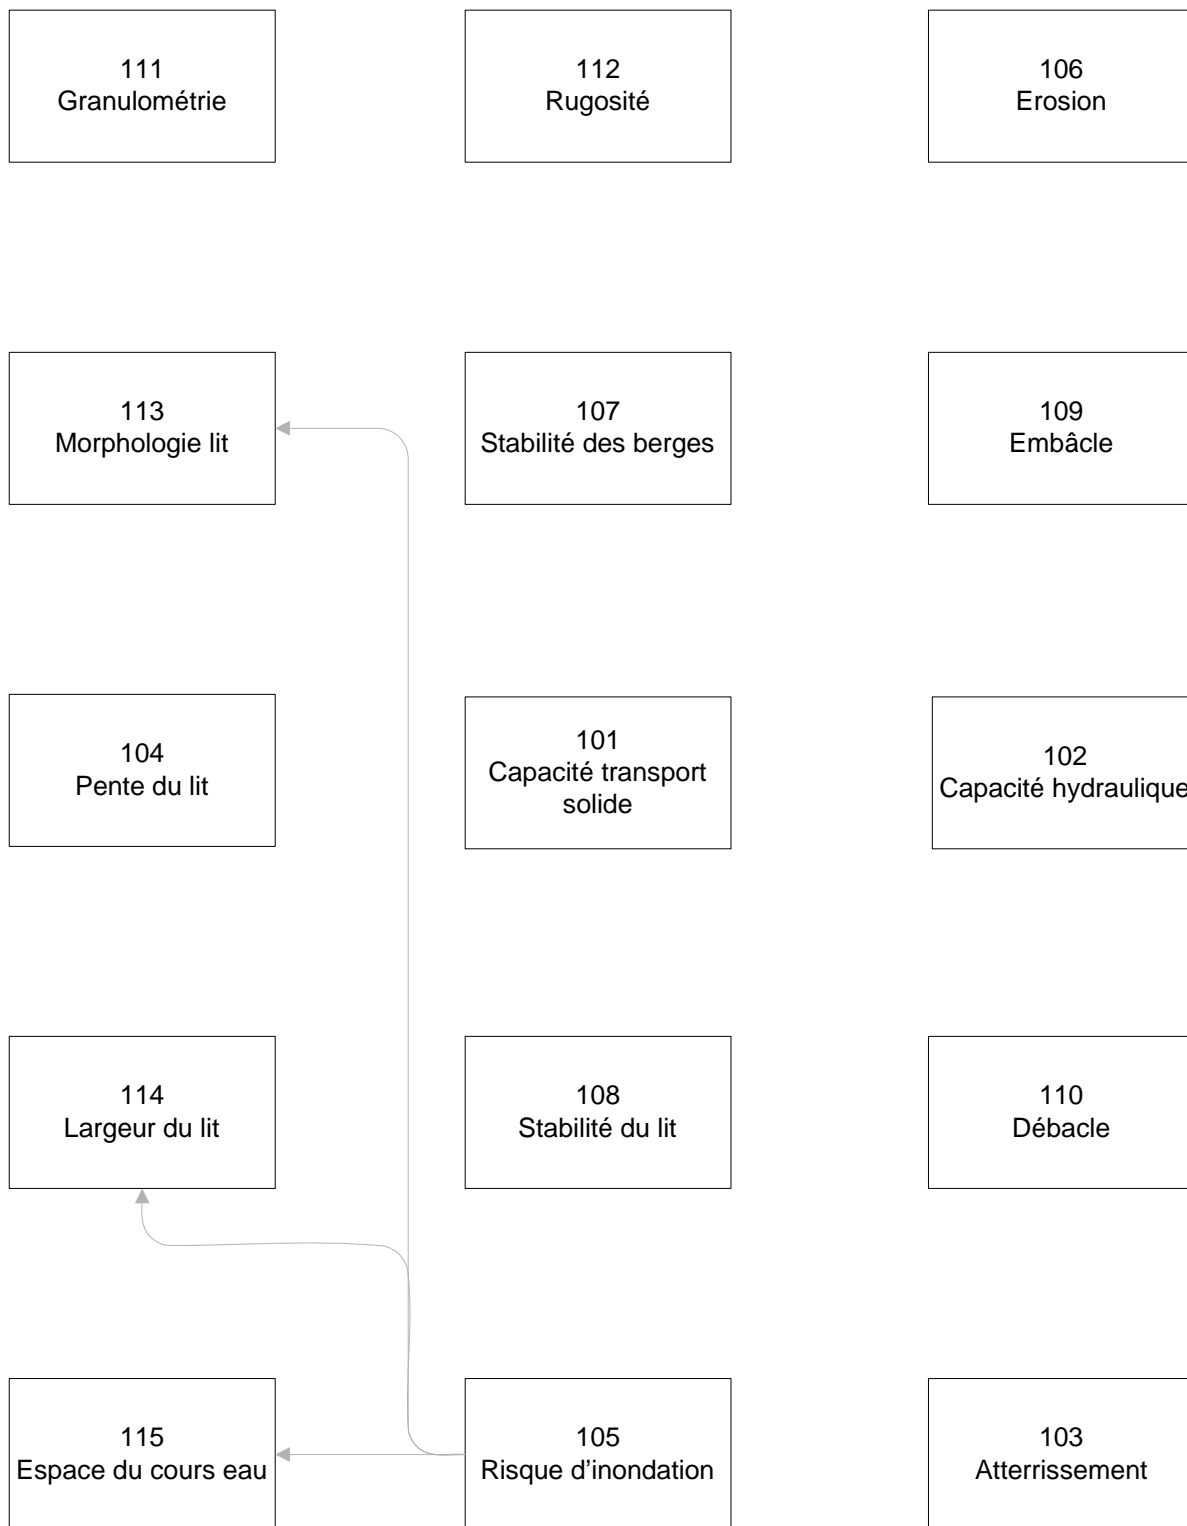 111
Granulométrie
112
Rugosité
106
Erosion
113
Morphologie lit
107
Stabilité des berges
109
Embâcle
104
Pente du lit
101
Capacité transport
solide
102
Capacité hydraulique
114
Largeur du lit
108
Stabilité du lit
110
Débacle
115
Espace du cours eau
105
Risque d'inondation
103
Atterrissement